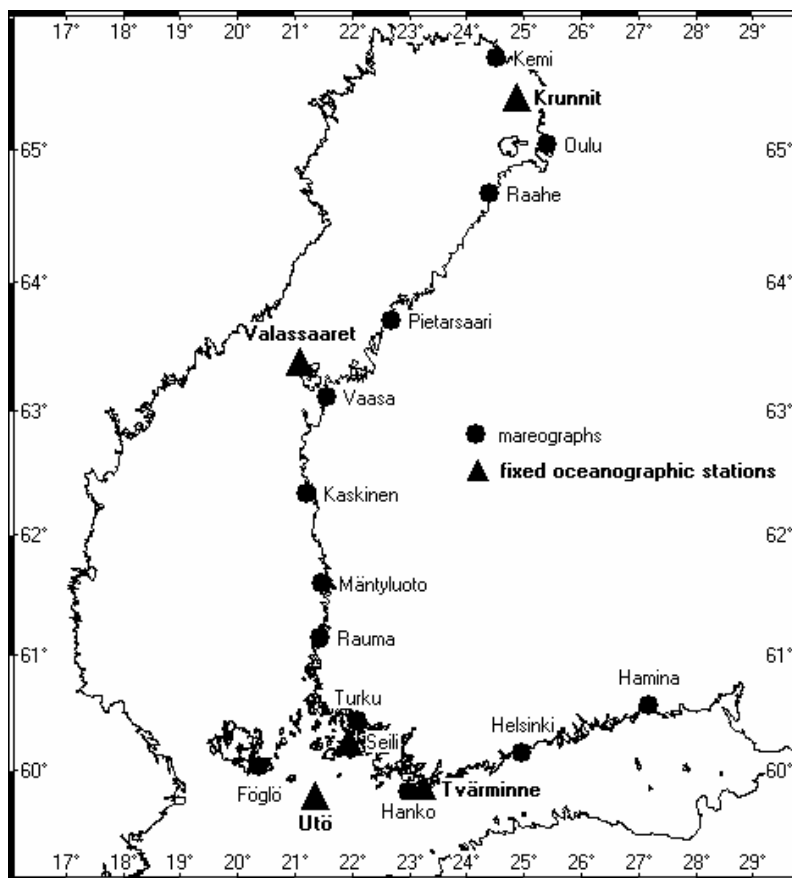 17° 18° 19° 20° 21° 22° 23° 24° 25° 26° 27° 28° 29°
Kemi
Krunnit
65° Oulu 65°
Raahe
64° 64°
Pietarsaari
Valassaaret
Vaasa
63° 63°
mareographs
fixed oceanographic stations
Kaskinen
62° 62°
Mäntyluoto
Rauma
61° 61°
Hamina
Turku
Helsinki
Seili
60° 60°
Föglö
Tvärminne
Hanko
Utö
17° 18° 19° 20° 21° 22° 23° 24° 25° 26° 27° 28° 29°